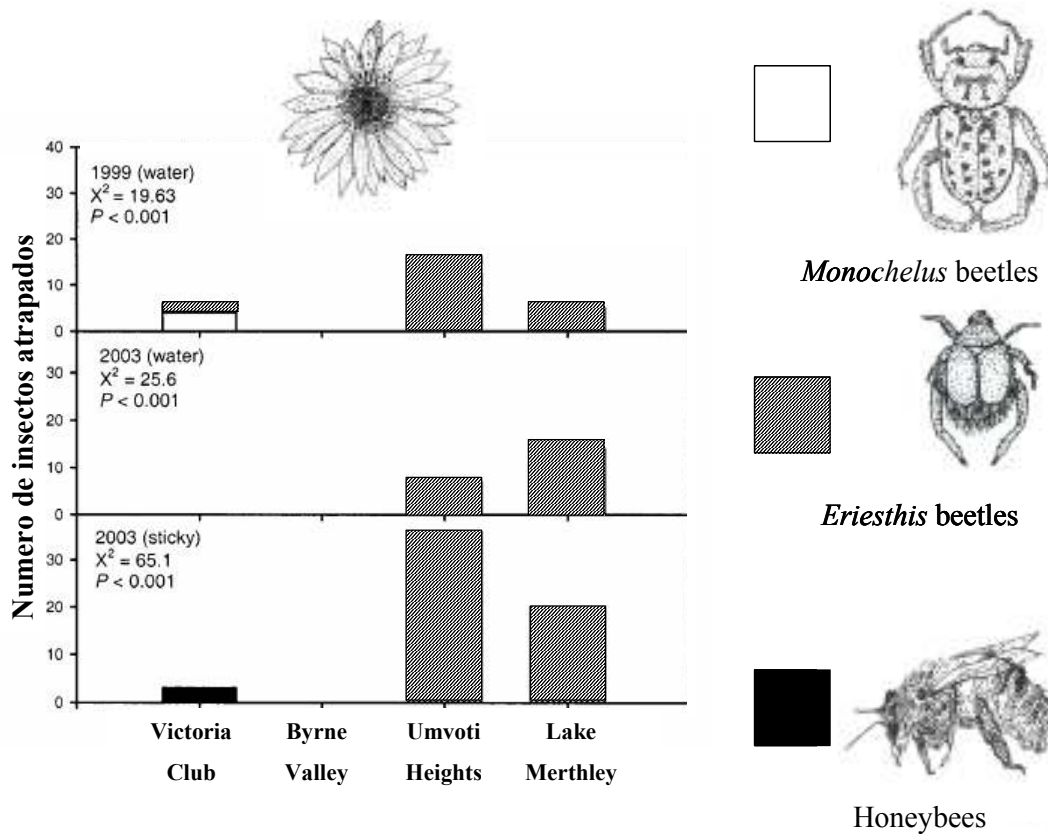 Numero de insectos atrapados
40
1999 (water)
X² = 19.63
P < 0.001
30
20
10
0
2003 (water)
X² = 25.6
P < 0.001
30
20
10
0
2003 (sticky)
X² = 65.1
P < 0.001
30
20
10
0
Victoria Byrne Umvoti Lake
Club Valley Heights Merthley
Monochelus beetles
Eriesthis beetles
Honeybees